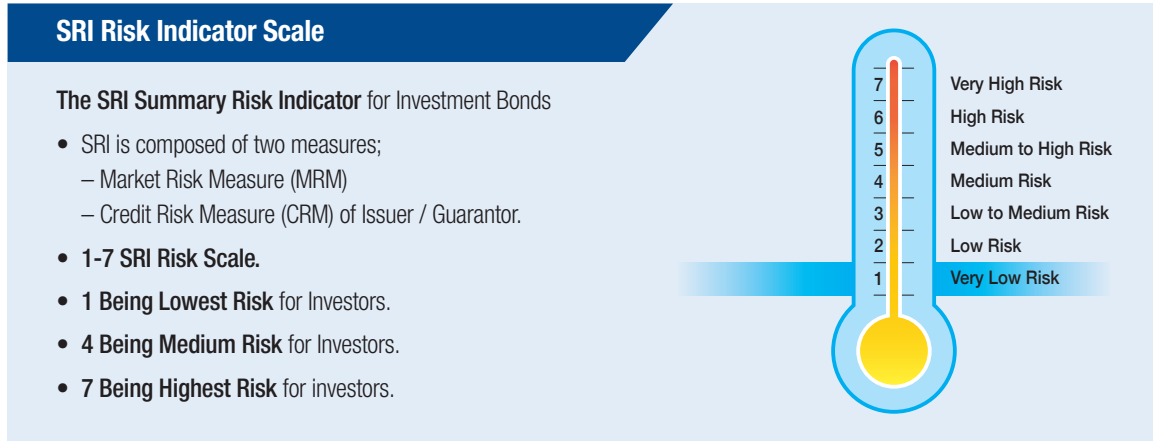 SRI Risk Indicator Scale
The SRI Summary Risk Indicator for Investment Bonds
• SRI is composed of two measures;
– Market Risk Measure (MRM)
– Credit Risk Measure (CRM) of Issuer / Guarantor.
• 1-7 SRI Risk Scale.
• 1 Being Lowest Risk for Investors.
• 4 Being Medium Risk for Investors.
• 7 Being Highest Risk for investors.
7 Very High Risk
6 High Risk
5 Medium to High Risk
4 Medium Risk
3 Low to Medium Risk
2 Low Risk
1 Very Low Risk